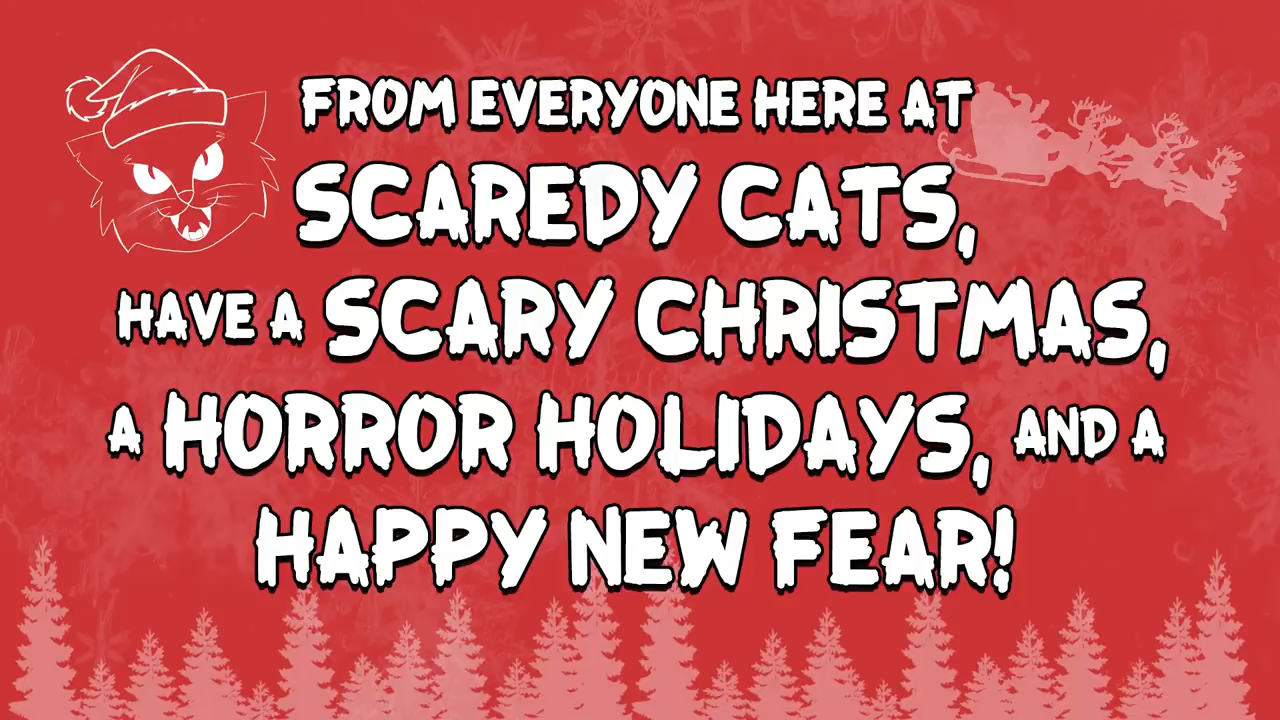 FROM EVERYONE HERE AT
SCAREDY CATS,
HAVE A SCARY CHRISTMAS,
A HORROR HOLIDAYS, AND A
HAPPY NEW FEAR!